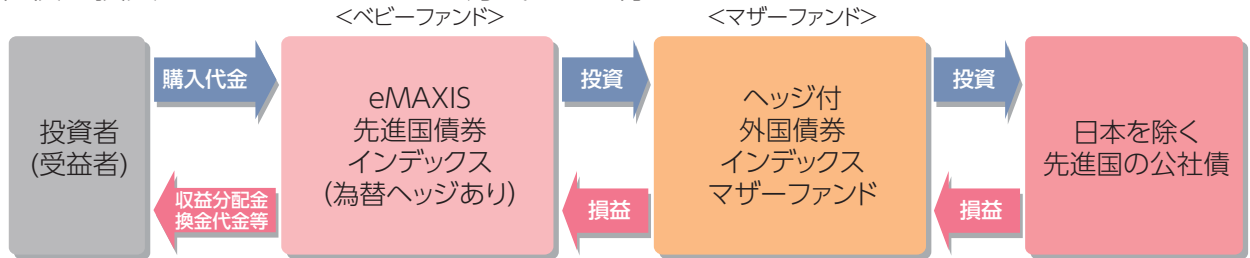 <ベビーファンド>
<マザーファンド>
投資者
(受益者)
購入代金
収益分配金
換金代金等
eMAXIS
先進国債券
インデックス
(為替ヘッジあり)
投資
損益
ヘッジ付
外国債券
インデックス
マザーファンド
投資
損益
日本を除く
先進国の公社債